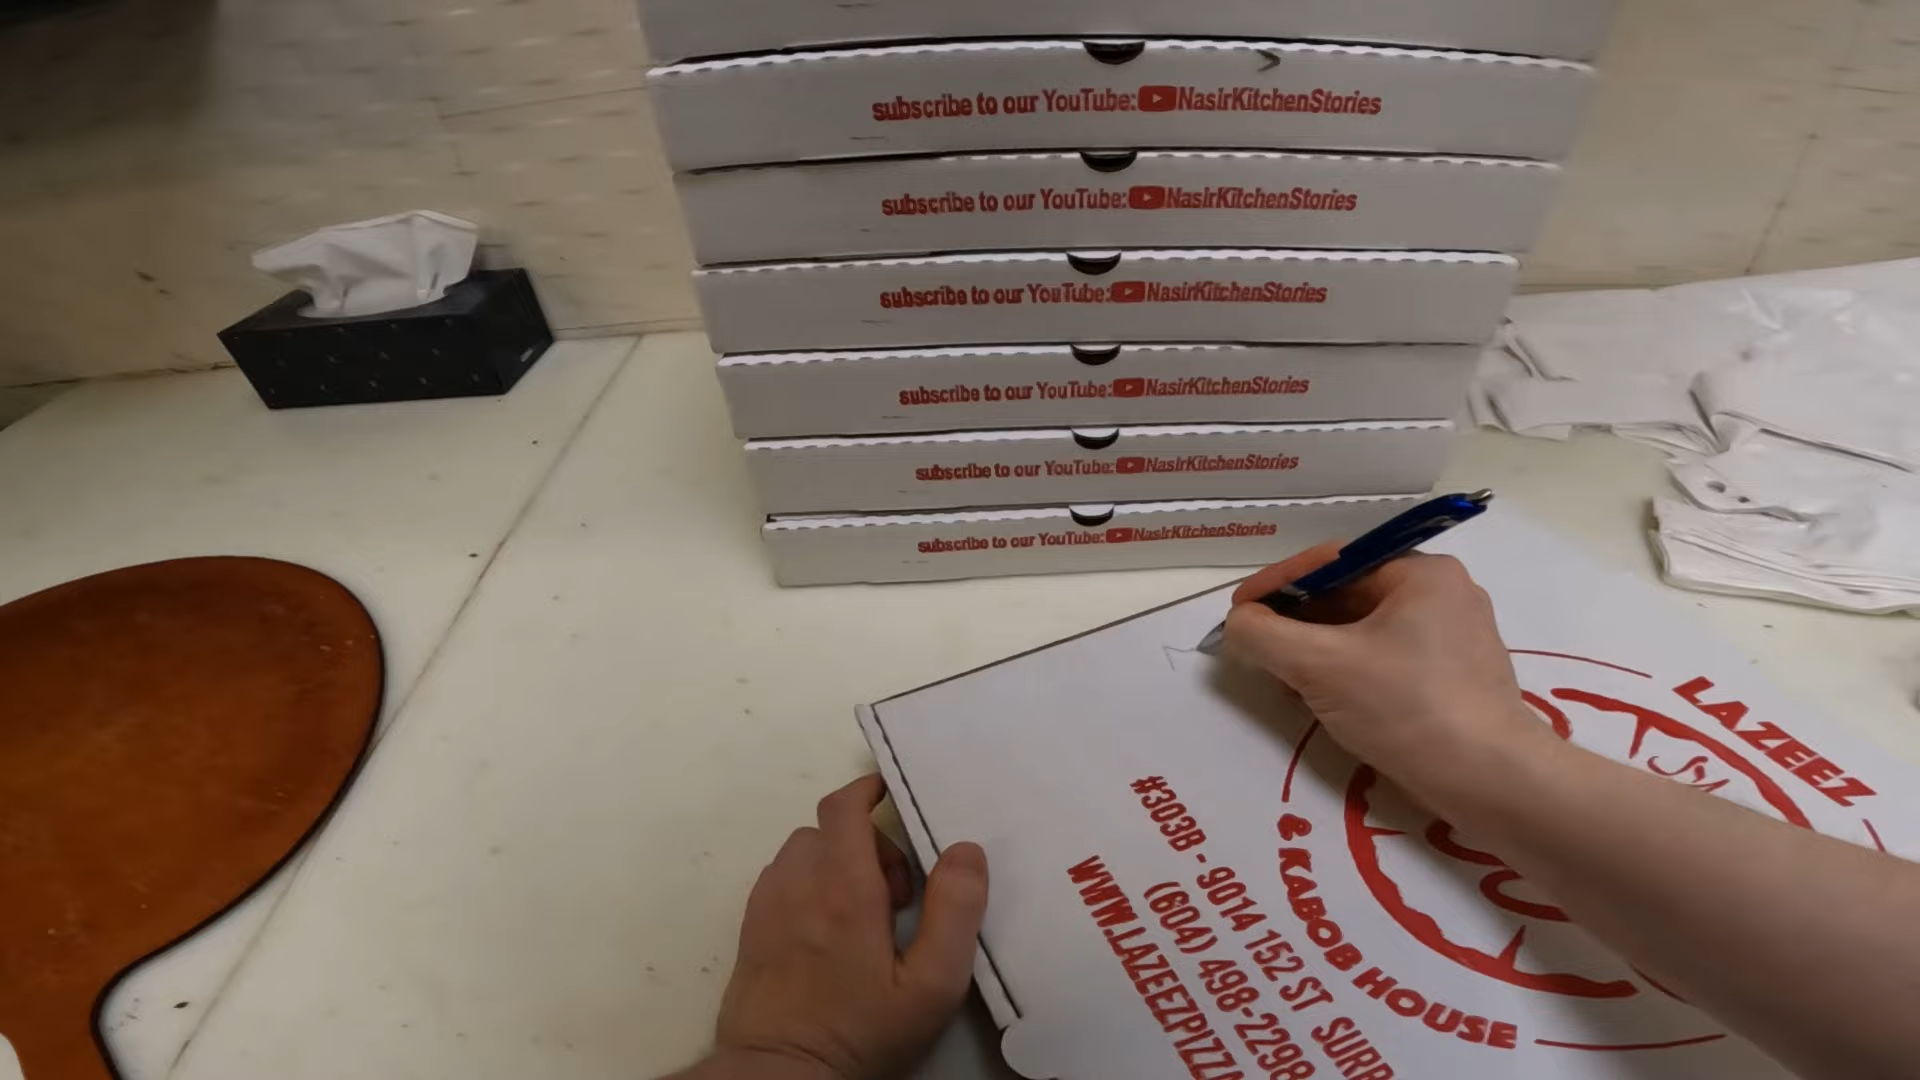 subscribe to our YouTube: NasirKitchenStories
subscribe to our YouTube: NasirKitchenStories
subscribe to our YouTube: NasirKitchenStories
subscribe to our YouTube: NasirKitchenStories
subscribe to our YouTube: NasirKitchenStories
subscribe to our YouTube: NasirKitchenStories
LAZEEZ
& KABOB HOUSE
#303B - 9014 152 ST SURR
(604) 498-2298
WWW.LAZEEZPIZZA